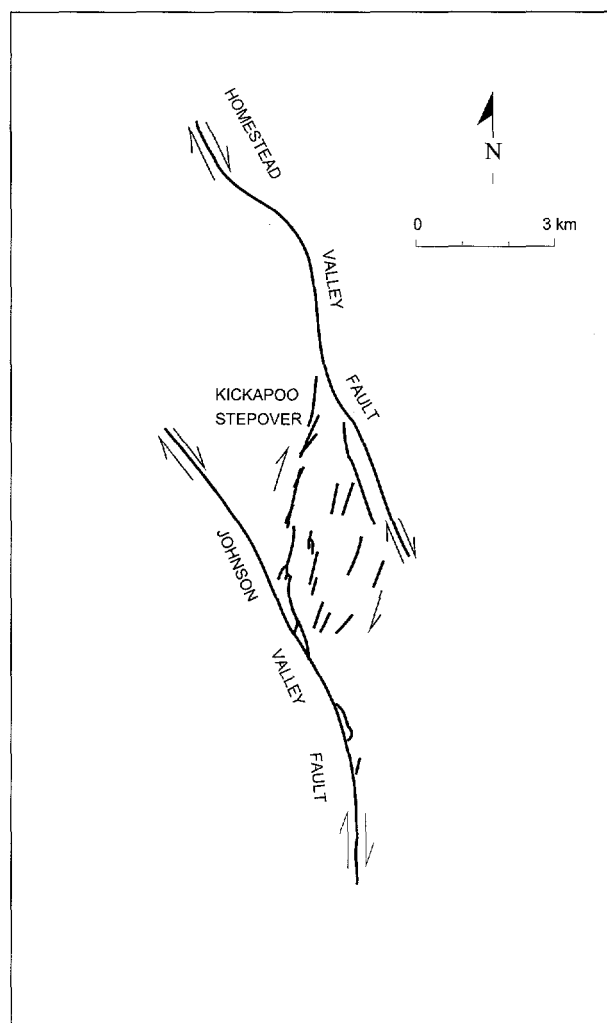 HOMESTEAD
N
0 3 km
VALLEY
FAULT
KICKAPOO
STEPOVER
JOHNSON
VALLEY
FAULT